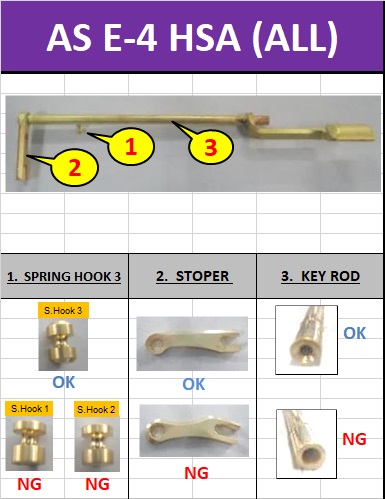 AS E-4 HSA (ALL)
1
2
3
1. SPRING HOOK 3
2. STOPER
3. KEY ROD
S.Hook 3
OK
OK
OK
S.Hook 1
S.Hook 2
NG
NG
NG
NG